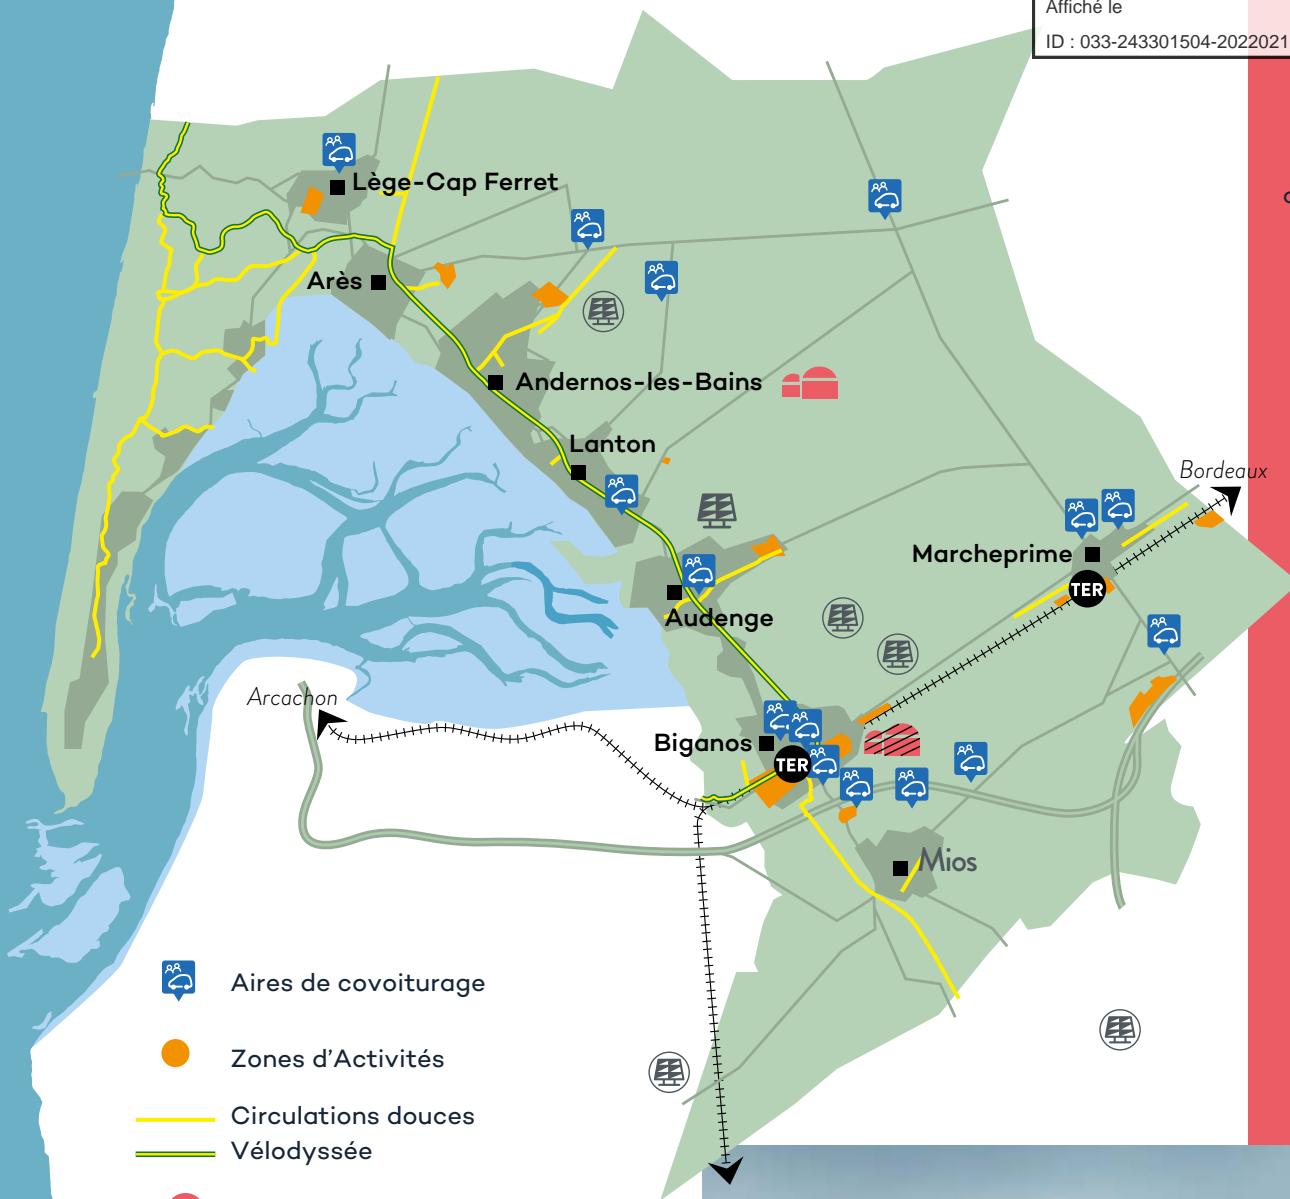 Affiché le
ID : 033-243301504-2022021
Lège-Cap Ferret
Arès
Andernos-les-Bains
Lanton
Bordeaux
Marcheprime
TER
Audenge
Arcachon
Biganos
TER
Mios
Aires de covoiturage
Zones d'Activités
Circulations douces
Vélodyssée